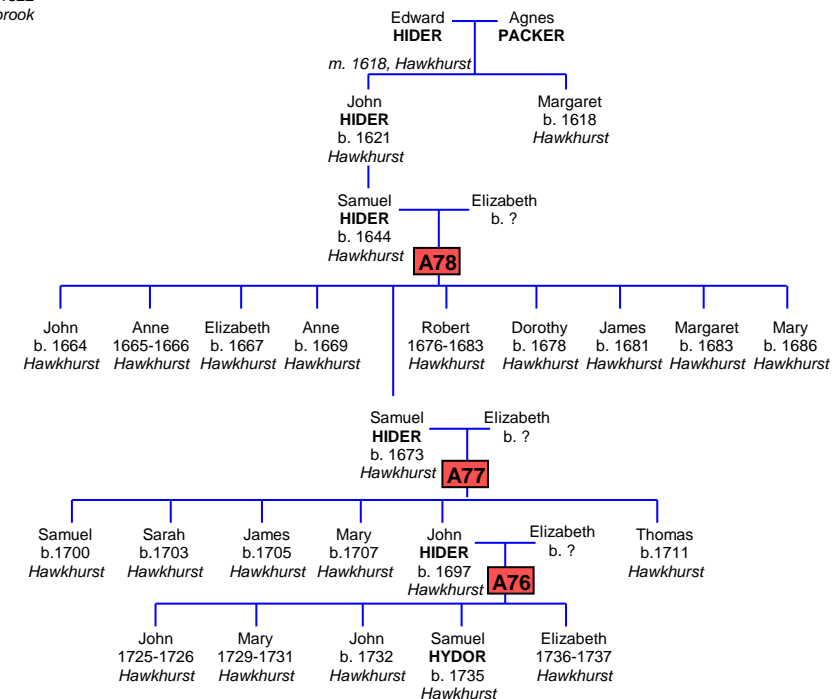 Edward
HIDER
Agnes
PACKER
m. 1618, Hawkhurst
John
HIDER
b. 1621
Hawkhurst
Margaret
b. 1618
Hawkhurst
Samuel
HIDER
b. 1644
Hawkhurst
Elizabeth
b. ?
A78
John
b. 1664
Hawkhurst
Anne
1665-1666
Hawkhurst
Elizabeth
b. 1667
Hawkhurst
Anne
b. 1669
Hawkhurst
Robert
1676-1683
Hawkhurst
Dorothy
b. 1678
Hawkhurst
James
b. 1681
Hawkhurst
Margaret
b. 1683
Hawkhurst
Mary
b. 1686
Hawkhurst
Samuel
HIDER
b. 1673
Hawkhurst
Elizabeth
b. ?
A77
Samuel
b.1700
Hawkhurst
Sarah
b.1703
Hawkhurst
James
b.1705
Hawkhurst
Mary
b.1707
Hawkhurst
John
HIDER
b. 1697
Hawkhurst
Elizabeth
b. ?
Thomas
b.1711
Hawkhurst
A76
John
1725-1726
Hawkhurst
Mary
1729-1731
Hawkhurst
John
b. 1732
Hawkhurst
Samuel
HYDOR
b. 1735
Hawkhurst
Elizabeth
1736-1737
Hawkhurst